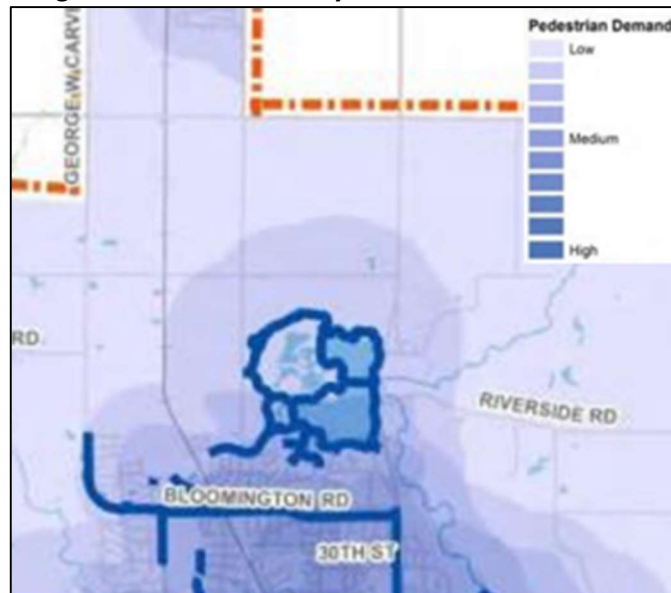 Pedestrian Demand
Low
Medium
High
GEORGE W CARV
RD
RIVERSIDE RD
BLOOMINGTON RD
30TH ST